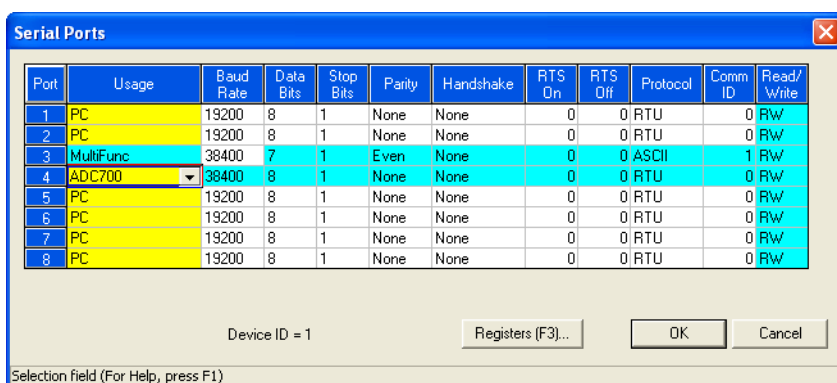 Serial Ports
Port Usage Baud Rate Data Bits Stop Bits Parity Handshake RTS On RTS Off Protocol Comm ID Read/ Write
1 PC 19200 8 1 None None 0 0 RTU 0 RW
2 PC 19200 8 1 None None 0 0 RTU 0 RW
3 MultiFunc 38400 7 1 Even None 0 0 ASCII 1 RW
4 ADC700 38400 8 1 None None 0 0 RTU 0 RW
5 PC 19200 8 1 None None 0 0 RTU 0 RW
6 PC 19200 8 1 None None 0 0 RTU 0 RW
7 PC 19200 8 1 None None 0 0 RTU 0 RW
8 PC 19200 8 1 None None 0 0 RTU 0 RW
Device ID = 1 Registers (F3)... OK Cancel
Selection field (For Help, press F1)